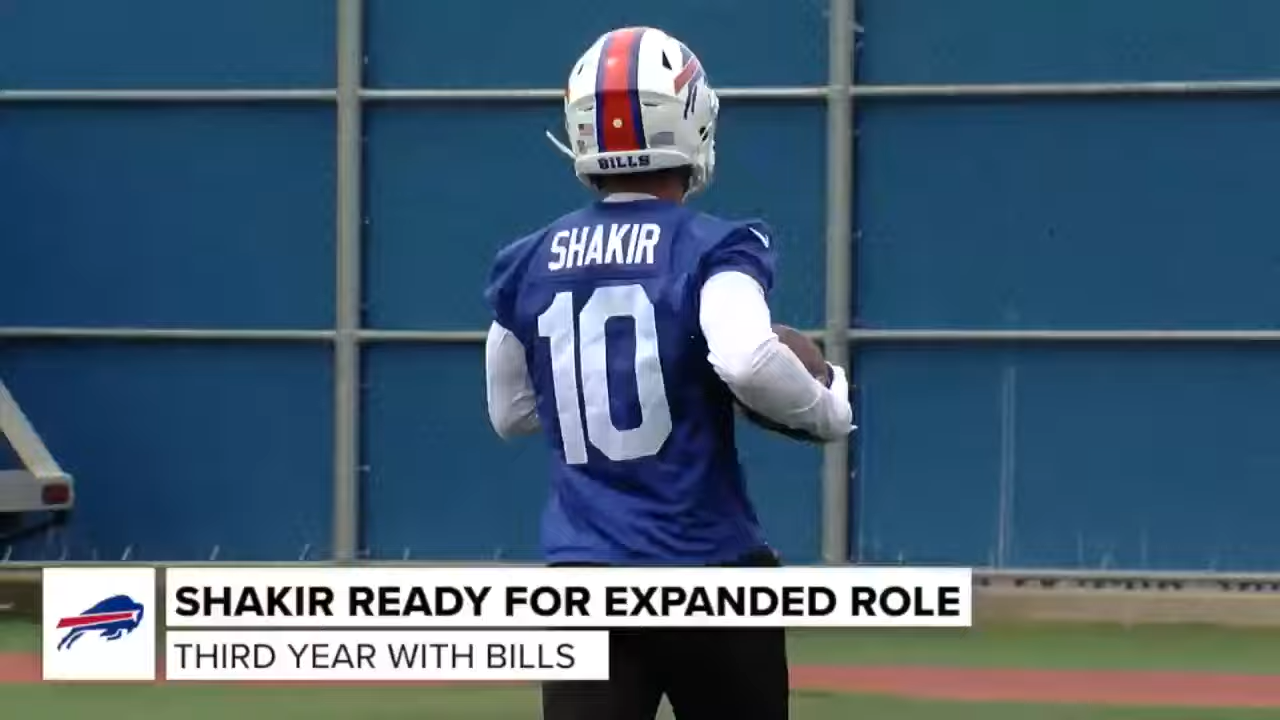 BILLS
SHAKIR
10
SHAKIR READY FOR EXPANDED ROLE
THIRD YEAR WITH BILLS